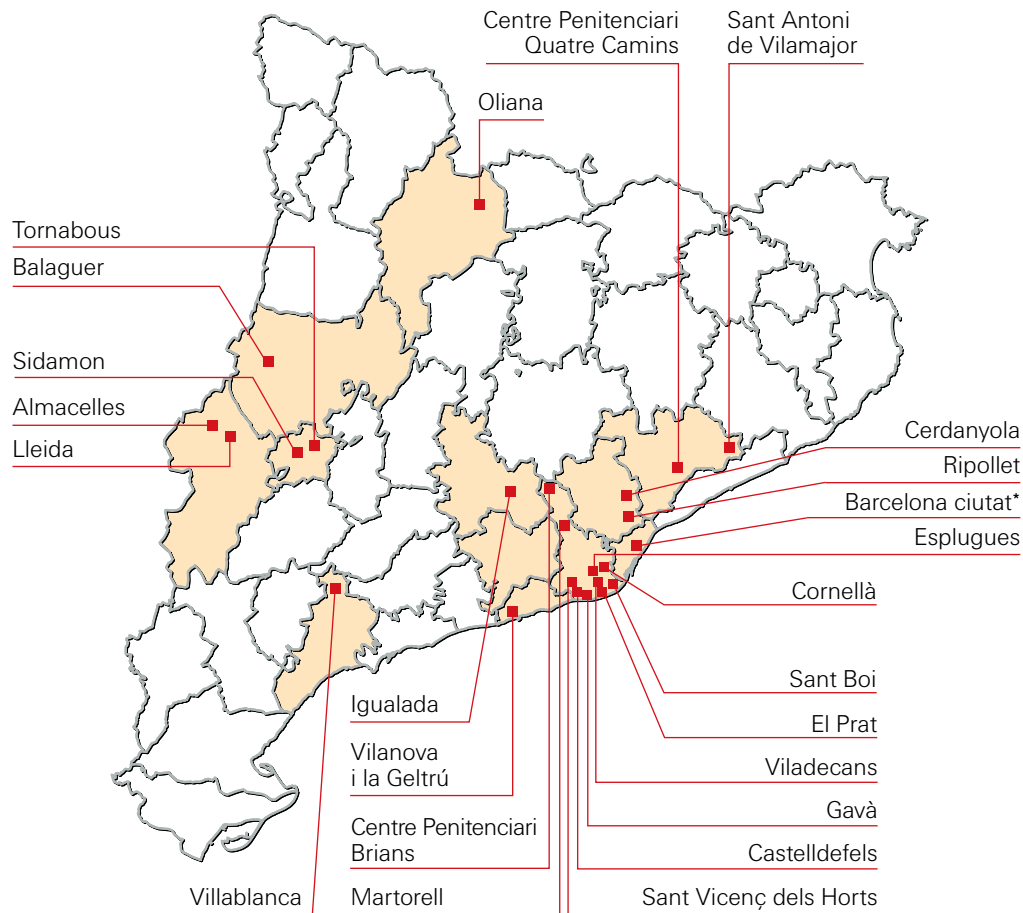 Centre Penitenciari
Quatre Camins
Sant Antoni
de Vilamajor
Oliana
Tornabous
Balaguer
Sidamon
Almacelles
Lleida
Cerdanyola
Ripollet
Barcelona ciutat*
Esplugues
Cornellà
Sant Boi
El Prat
Viladecans
Gavà
Castelldefels
Sant Vicenç dels Horts
Igualada
Vilanova
i la Geltrú
Centre Penitenciari
Brians
Martorell
Villablanca